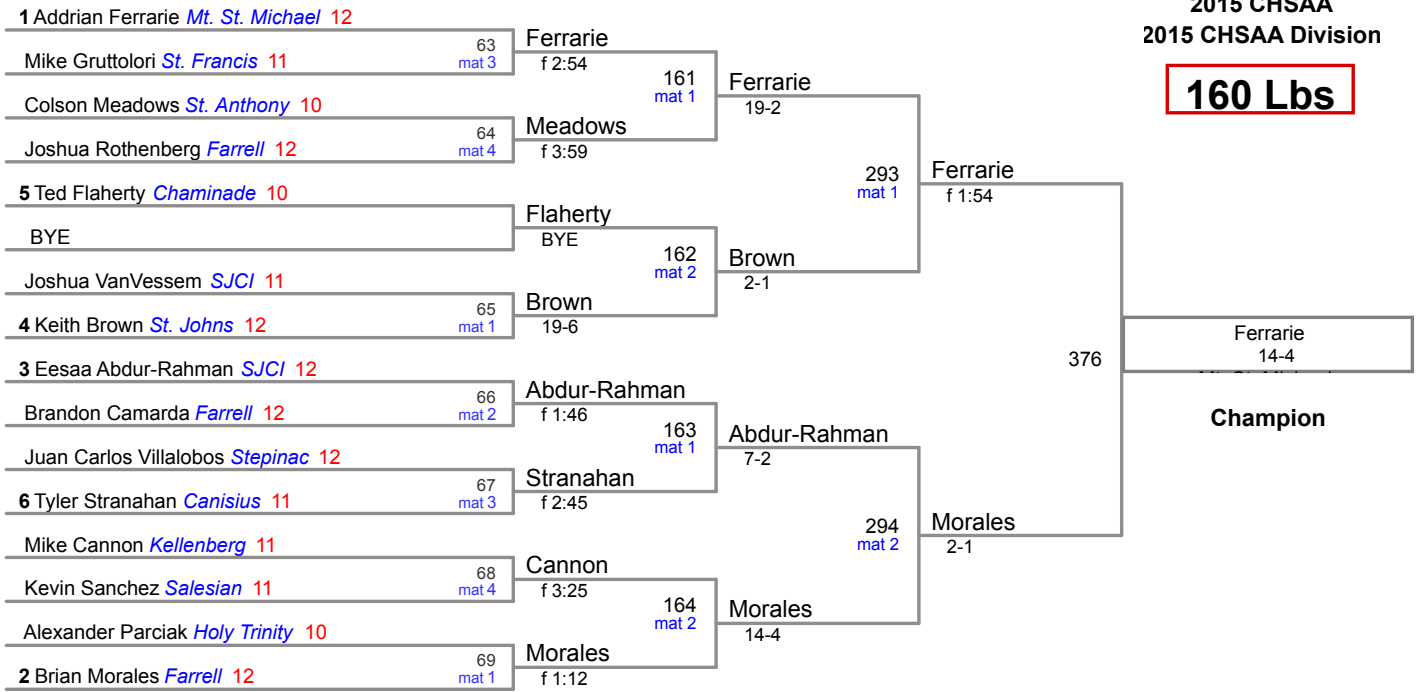 2015 CHSAA
2015 CHSAA Division
160 Lbs
1 Addrian Ferrarie Mt. St. Michael 12
63
mat 3
Mike Gruttolori St. Francis 11
Ferrarie
f 2:54
161
mat 1
Colson Meadows St. Anthony 10
64
mat 4
Joshua Rothenberg Farrell 12
Meadows
f 3:59
Ferrarie
19-2
293
mat 1
5 Ted Flaherty Chaminade 10
BYE
Flaherty
BYE
162
mat 2
Joshua VanVessem SJCI 11
65
mat 1
4 Keith Brown St. Johns 12
Brown
19-6
Brown
2-1
Ferrarie
f 1:54
376
3 Eesaa Abdur-Rahman SJCI 12
66
mat 2
Brandon Camarda Farrell 12
Abdur-Rahman
f 1:46
163
mat 1
Juan Carlos Villalobos Stepinac 12
67
mat 3
6 Tyler Stranahan Canisius 11
Stranahan
f 2:45
Abdur-Rahman
7-2
294
mat 2
Mike Cannon Kellenberg 11
68
mat 4
Kevin Sanchez Salesian 11
Cannon
f 3:25
164
mat 2
Alexander Parciak Holy Trinity 10
69
mat 1
2 Brian Morales Farrell 12
Morales
f 1:12
Morales
14-4
Morales
2-1
Ferrarie
14-4
Champion